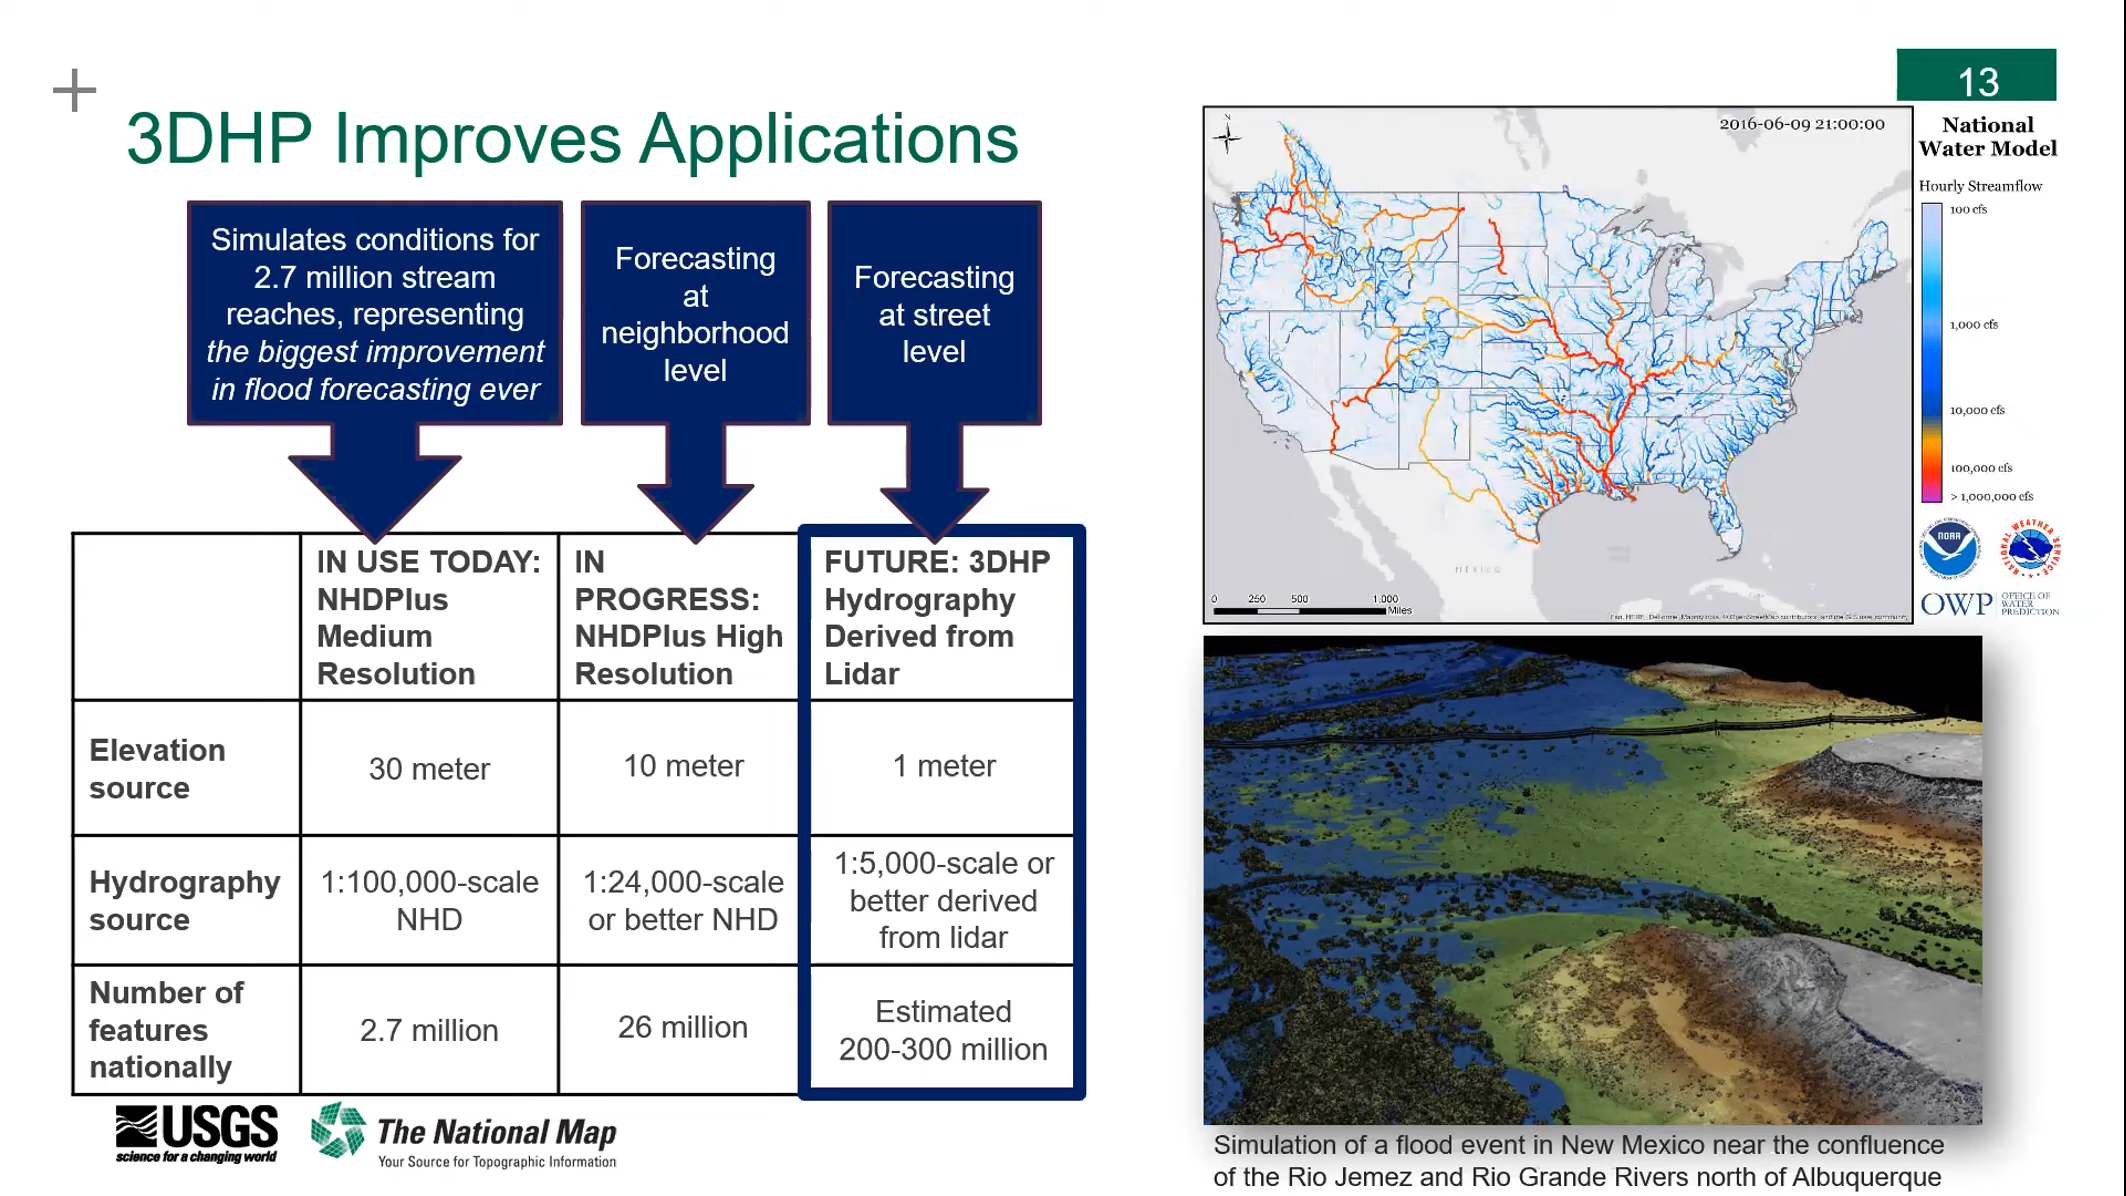 13
3DHP Improves Applications
Simulates conditions for
2.7 million stream
reaches, representing
the biggest improvement
in flood forecasting ever
Forecasting
at
neighborhood
level
Forecasting
at street
level
IN USE TODAY:
NHDPlus
Medium
Resolution
IN
PROGRESS:
NHDPlus High
Resolution
FUTURE: 3DHP
Hydrography
Derived from
Lidar
Elevation
source
30 meter
10 meter
1 meter
Hydrography
source
1:100,000-scale
NHD
1:24,000-scale
or better NHD
1:5,000-scale or
better derived
from lidar
Number of
features
nationally
2.7 million
26 million
Estimated
200-300 million
USGS
science for a changing world
The National Map
Your Source for Topographic Information
N
2016-06-09 21:00:00
MEXICO
0 250 500 1,000
Miles
National
Water Model
Hourly Streamflow
100 cfs
1,000 cfs
10,000 cfs
100,000 cfs
> 1,000,000 cfs
NOAA
NATIONAL WEATHER SERVICE
OWP
OFFICE OF
WATER
PREDICTION
Simulation of a flood event in New Mexico near the confluence
of the Rio Jemez and Rio Grande Rivers north of Albuquerque